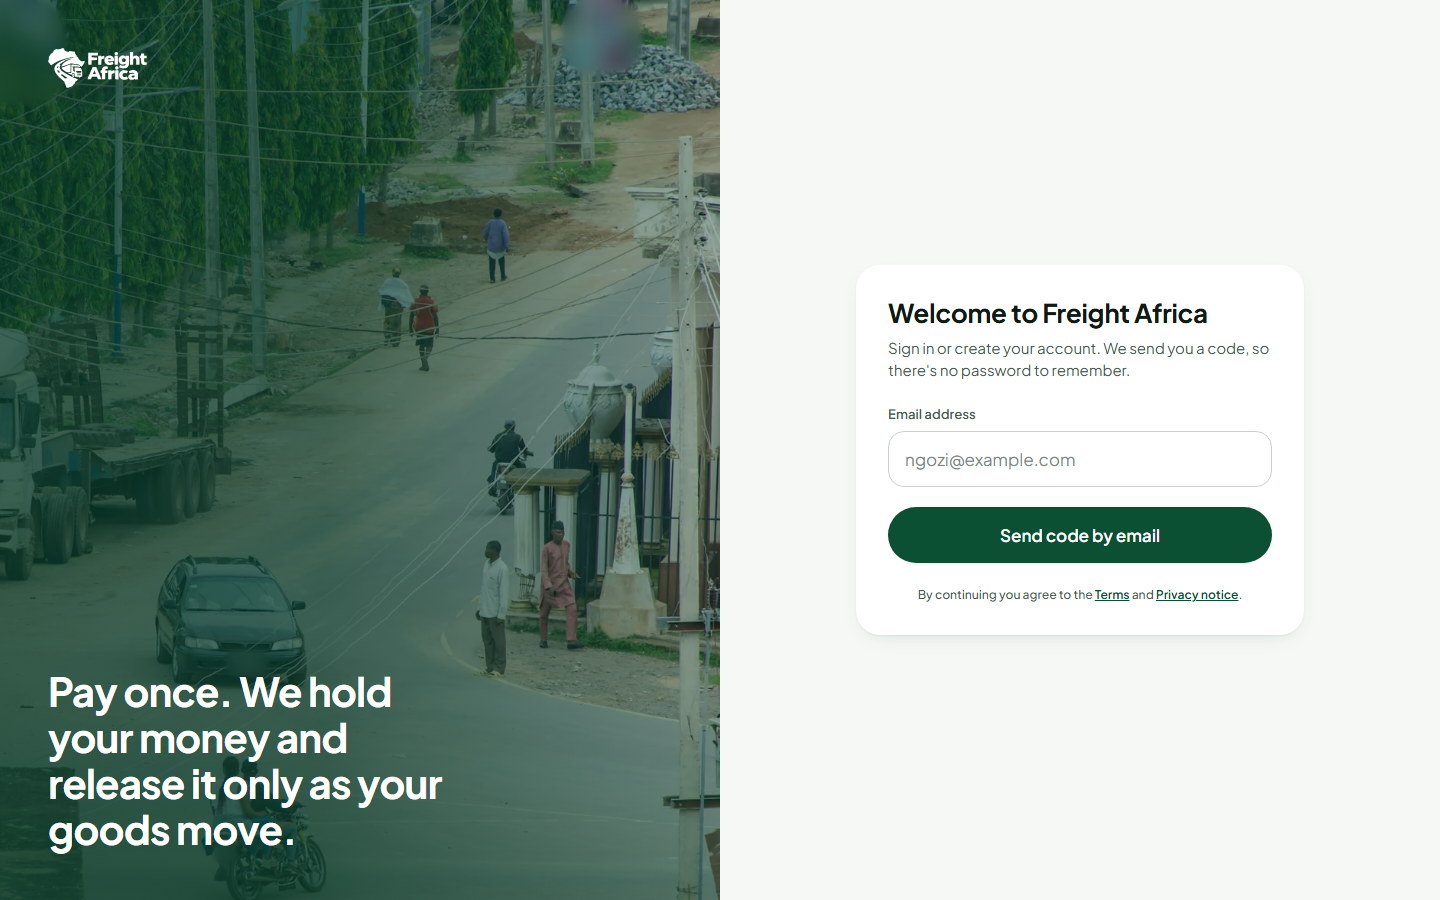 Freight
Africa
Pay once. We hold
your money and
release it only as your
goods move.
Welcome to Freight Africa
Sign in or create your account. We send you a code, so
there's no password to remember.
Email address
ngozi@example.com
Send code by email
By continuing you agree to the Terms and Privacy notice.